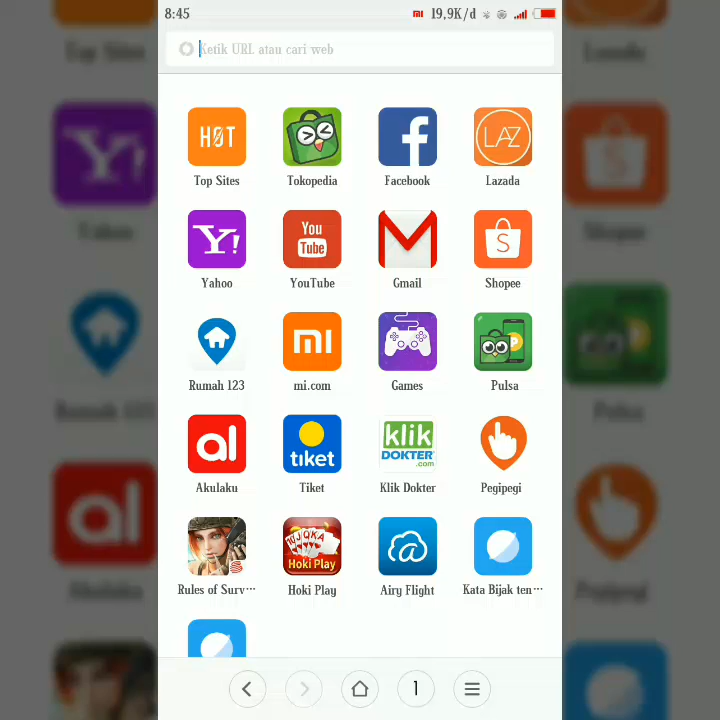 8:45
mi 19,9K/d
Ketik URL atau cari web
HOT
LAZ
Top Sites
Tokopedia
Facebook
Lazada
Y!
You
Tube
S
Yahoo
YouTube
Gmail
Shopee
mi
Rumah 123
mi.com
Games
Pulsa
al
tiket
klik
DOKTER
.com
Akulaku
Tiket
Klik Dokter
Pegipegi
10JQKA
Hoki Play
Rules of Surv···
Hoki Play
Airy Flight
Kata Bijak ten···
1